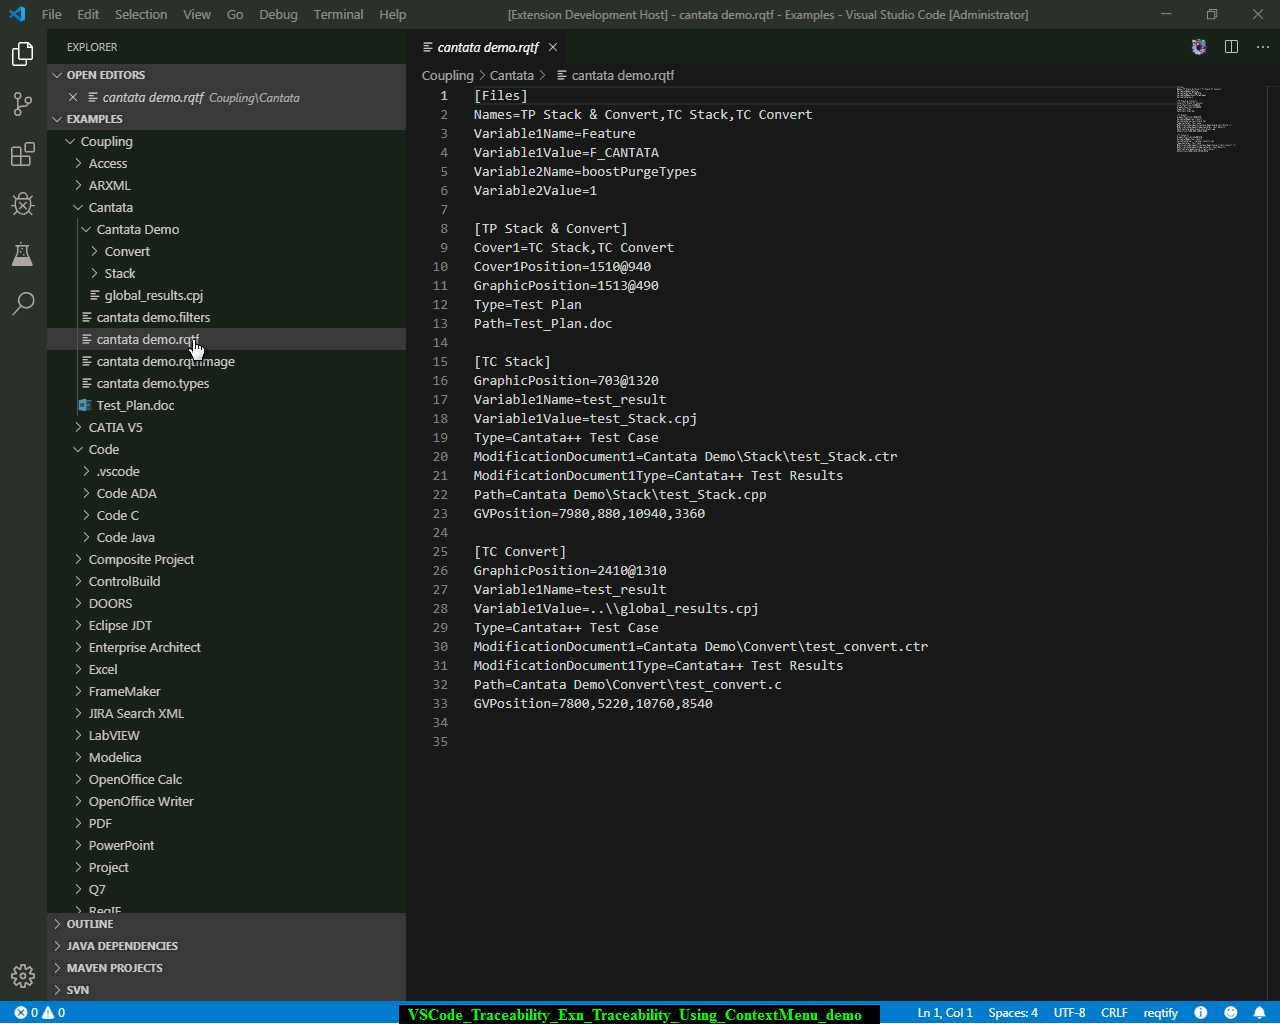 File Edit Selection View Go Debug Terminal Help [Extension Development Host] - cantata demo.rqtf - Examples - Visual Studio Code [Administrator]
EXPLORER
OPEN EDITORS
cantata demo.rqtf Coupling\Cantata
EXAMPLES
Coupling
Access
ARXML
Cantata
Cantata Demo
Convert
Stack
global_results.cpj
cantata demo.filters
cantata demo.rqtf
cantata demo.rqtfimage
cantata demo.types
Test_Plan.doc
CATIA V5
Code
.vscode
Code ADA
Code C
Code Java
Composite Project
ControlBuild
DOORS
Eclipse JDT
Enterprise Architect
Excel
FrameMaker
JIRA Search XML
LabVIEW
Modelica
OpenOffice Calc
OpenOffice Writer
PDF
PowerPoint
Project
Q7
ReqIF
OUTLINE
JAVA DEPENDENCIES
MAVEN PROJECTS
SVN
cantata demo.rqtf
Coupling > Cantata > cantata demo.rqtf
1 [Files]
2 Names=TP Stack & Convert,TC Stack,TC Convert
3 Variable1Name=Feature
4 Variable1Value=F_CANTATA
5 Variable2Name=boostPurgeTypes
6 Variable2Value=1
7
8 [TP Stack & Convert]
9 Cover1=TC Stack,TC Convert
10 Cover1Position=1510@940
11 GraphicPosition=1513@490
12 Type=Test Plan
13 Path=Test_Plan.doc
14
15 [TC Stack]
16 GraphicPosition=703@1320
17 Variable1Name=test_result
18 Variable1Value=test_Stack.cpj
19 Type=Cantata++ Test Case
20 ModificationDocument1=Cantata Demo\Stack\test_Stack.ctr
21 ModificationDocument1Type=Cantata++ Test Results
22 Path=Cantata Demo\Stack\test_Stack.cpp
23 GVPosition=7980,880,10940,3360
24
25 [TC Convert]
26 GraphicPosition=2410@1310
27 Variable1Name=test_result
28 Variable1Value=..\\global_results.cpj
29 Type=Cantata++ Test Case
30 ModificationDocument1=Cantata Demo\Convert\test_convert.ctr
31 ModificationDocument1Type=Cantata++ Test Results
32 Path=Cantata Demo\Convert\test_convert.c
33 GVPosition=7800,5220,10760,8540
34
35
0 0 VSCode_Traceability_Exn_Traceability_Using_ContextMenu_demo Ln 1, Col 1 Spaces: 4 UTF-8 CRLF reqtify